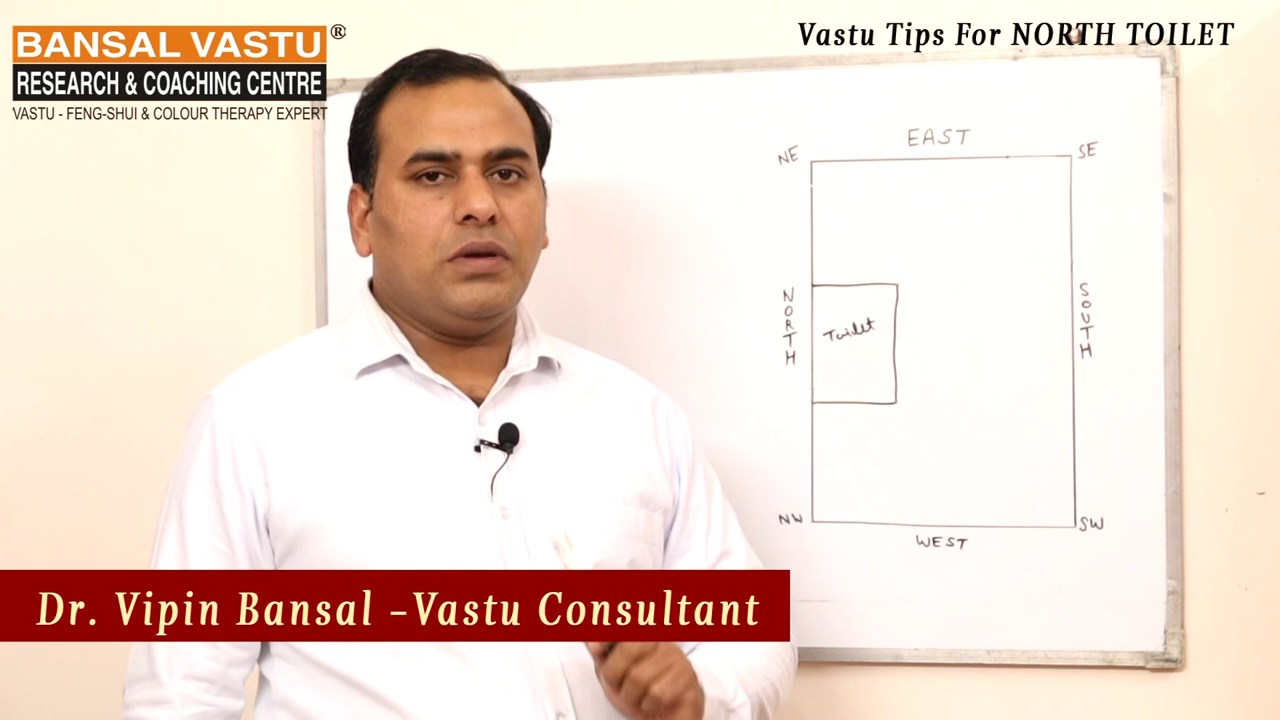 BANSAL VASTU®
RESEARCH & COACHING CENTRE
VASTU - FENG-SHUI & COLOUR THERAPY EXPERT
Vastu Tips For NORTH TOILET
EAST
NE
SE
NORTH
SOUTH
Toilet
NW
SW
WEST
Dr. Vipin Bansal –Vastu Consultant